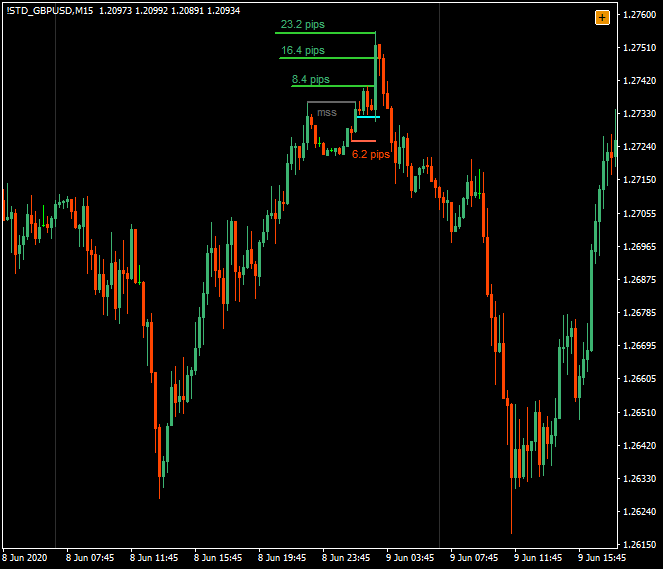 !STD_GBPUSD,M15 1.20973 1.20992 1.20891 1.20934
+
23.2 pips
16.4 pips
8.4 pips
mss
6.2 pips
1.27600
1.27510
1.27420
1.27330
1.27240
1.27150
1.27055
1.26965
1.26875
1.26785
1.26695
1.26605
1.26510
1.26420
1.26330
1.26240
1.26150
8 Jun 2020 8 Jun 07:45 8 Jun 11:45 8 Jun 15:45 8 Jun 19:45 8 Jun 23:45 9 Jun 03:45 9 Jun 07:45 9 Jun 11:45 9 Jun 15:45